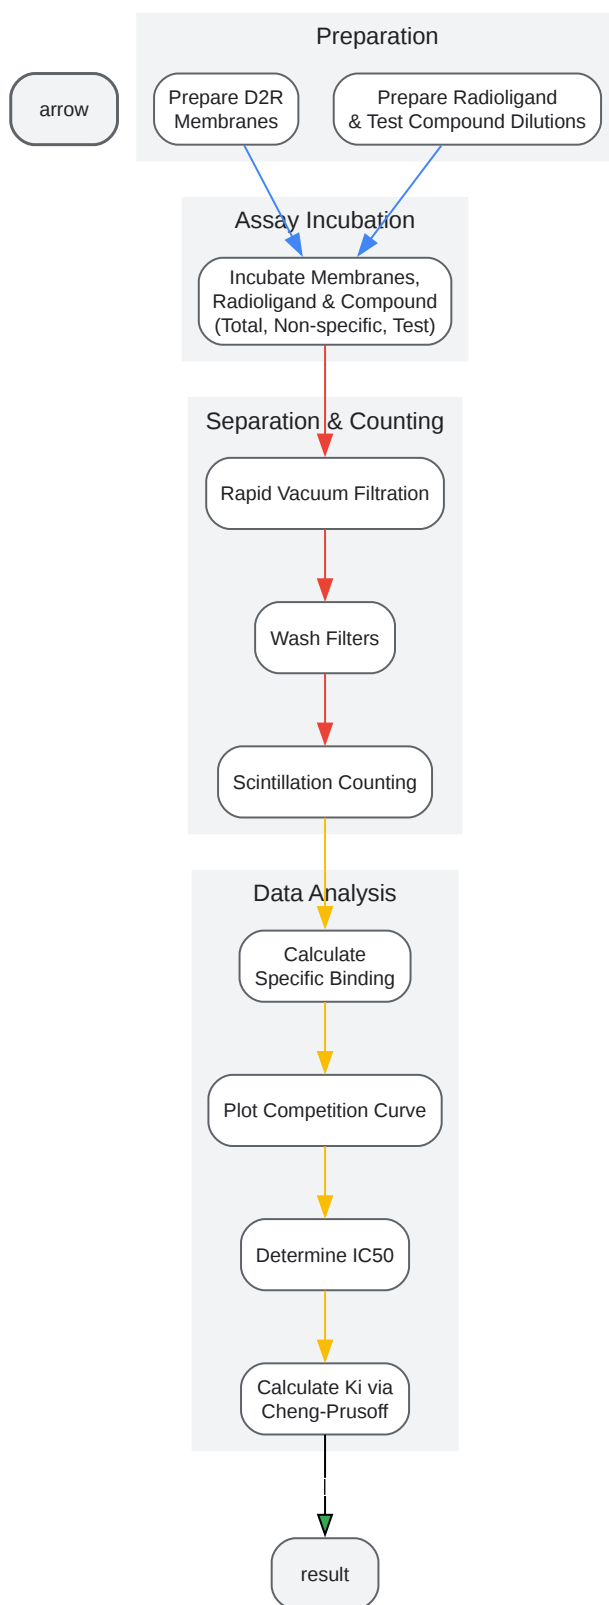 Preparation
arrow
Prepare D2R
Membranes
Prepare Radioligand
& Test Compound Dilutions
Assay Incubation
Incubate Membranes,
Radioligand & Compound
(Total, Non-specific, Test)
Separation & Counting
Rapid Vacuum Filtration
Wash Filters
Scintillation Counting
Data Analysis
Calculate
Specific Binding
Plot Competition Curve
Determine IC50
Calculate Ki via
Cheng-Prusoff
result